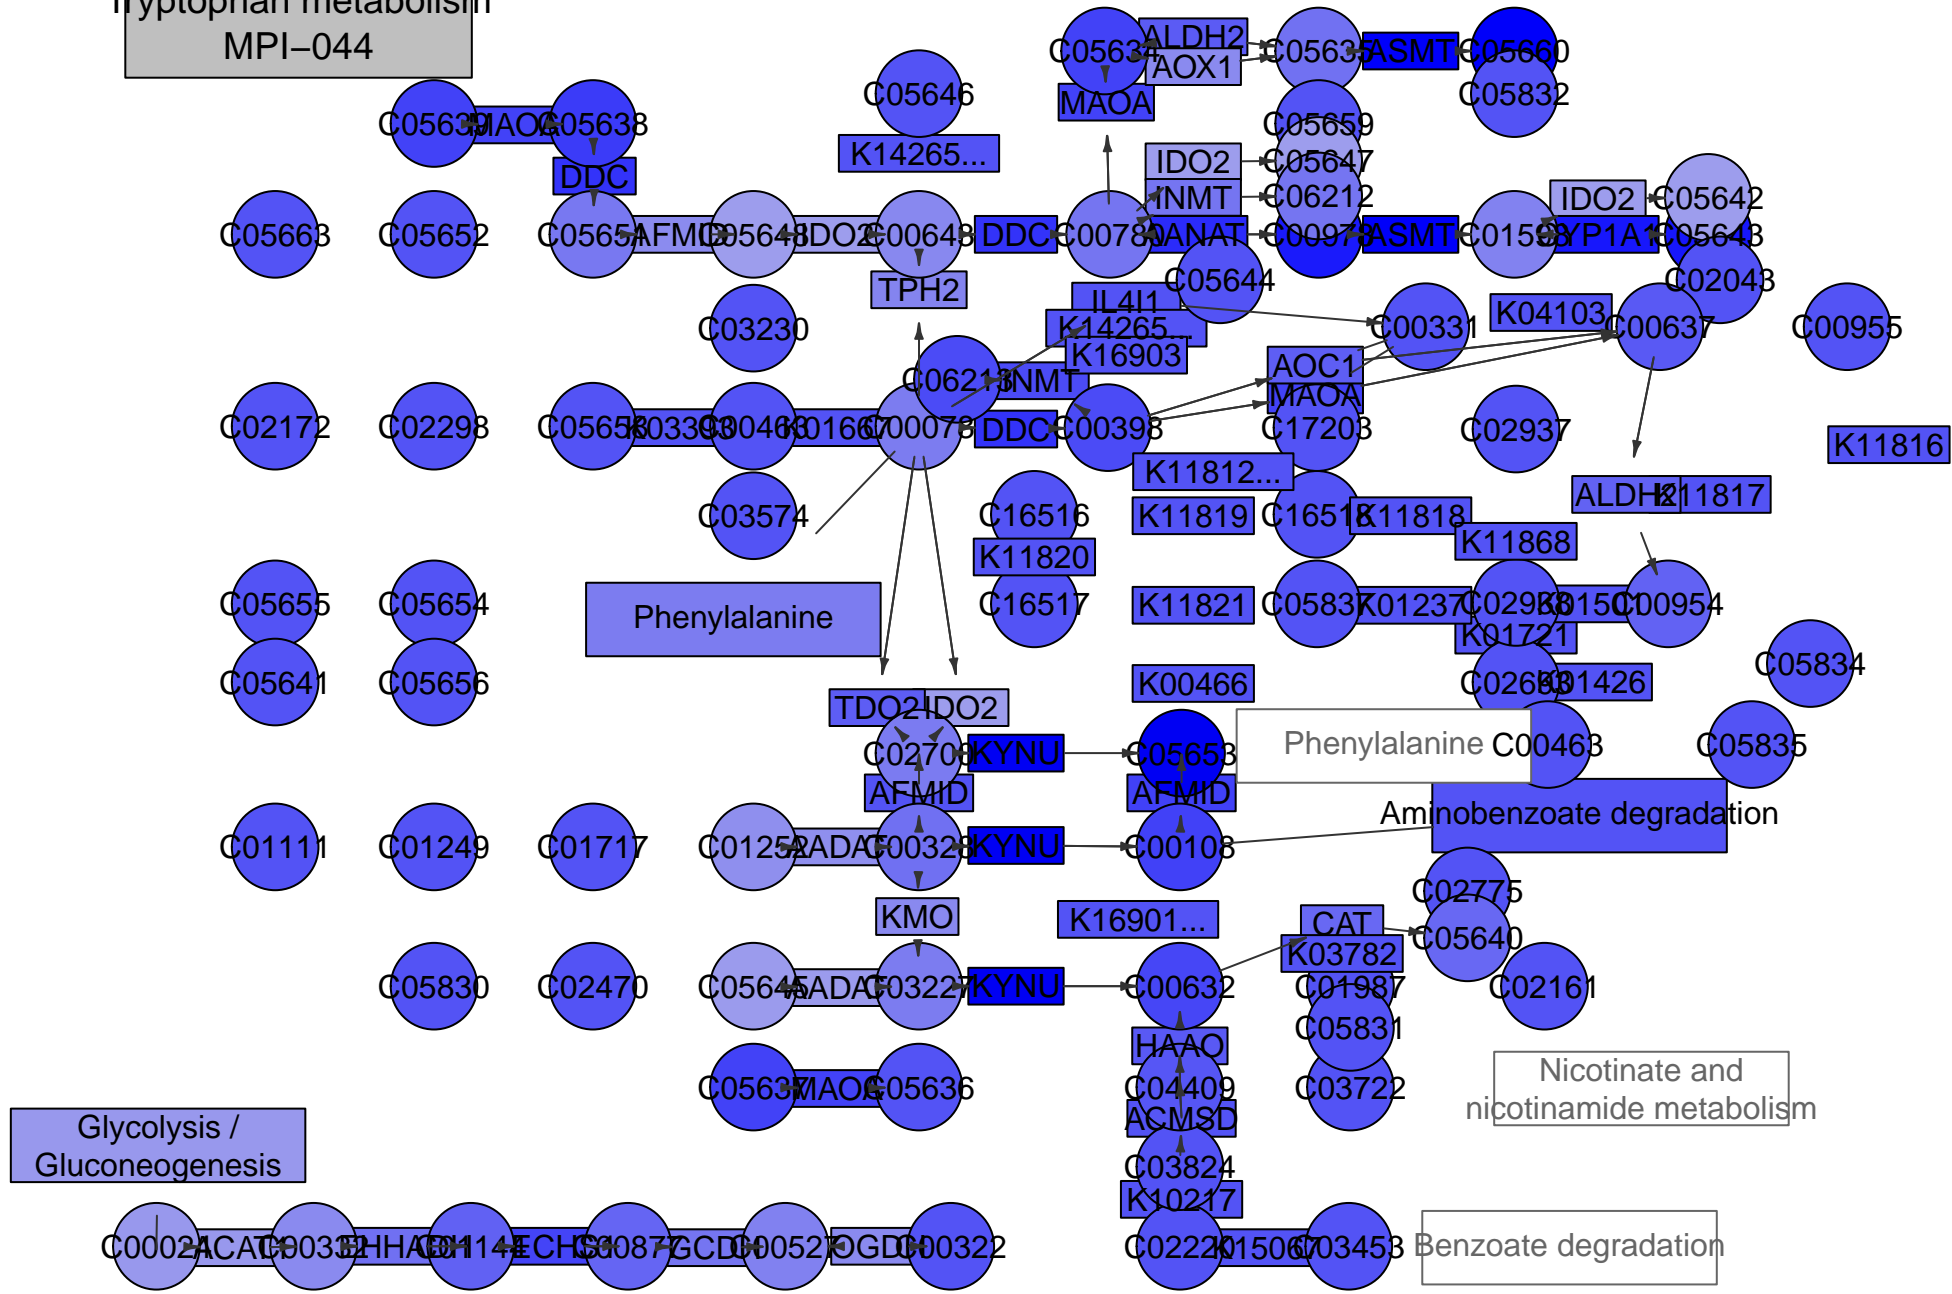 Tryptophan metabolism
MPI−044
C05634
ALDH2
AOX1
C05635
ASMT
C05660
C05832
MAOA
C05646
K14265...
C05639
MAOA
C05638
DDC
C05659
IDO2
C05647
INMT
C06212
IDO2
C05642
C05663
C05652
AFMID
C05648
IDO2
C00643
DDC
C00780
AANAT
C00978
ASMT
C01598
CYP1A1
C05643
C02043
TPH2
C05644
IL4I1
K14265...
K16903
C03230
C00331
K04103
C00637
C00955
C06213
INMT
AOC1
MAOA
C02172
C02298
C05658
K03393
C00463
K01667
C00078
DDC
C00398
C17203
C02937
K11816
K11812...
ALDH2
K11817
C03574
C16516
K11819
C16518
K11818
K11868
K11820
C05655
C05654
Phenylalanine
C16517
K11821
C05837
K01237
C02938
K01501
C00954
K01721
C05641
C05656
K00466
C02693
K01426
C05834
TDO2
IDO2
C02700
KYNU
C05653
Phenylalanine
C00463
C05835
AFMID
AFMID
Aminobenzoate degradation
C01111
C01249
C01717
C01252
AADAT
C00328
KYNU
C00108
C02775
KMO
K16901...
CAT
K03782
C05640
C05830
C02470
C05645
AADAT
C03227
KYNU
C00632
C01987
C02161
C05831
HAAO
C05637
MAOA
C05636
C04409
C03722
Nicotinate and
nicotinamide metabolism
ACMSD
Glycolysis /
Gluconeogenesis
C03824
K10217
C00024
ACAT1
C00332
EHHADH
C01144
ECHS1
C00877
GCDH
C00527
OGDH
C00322
C02220
K15067
C03453
Benzoate degradation